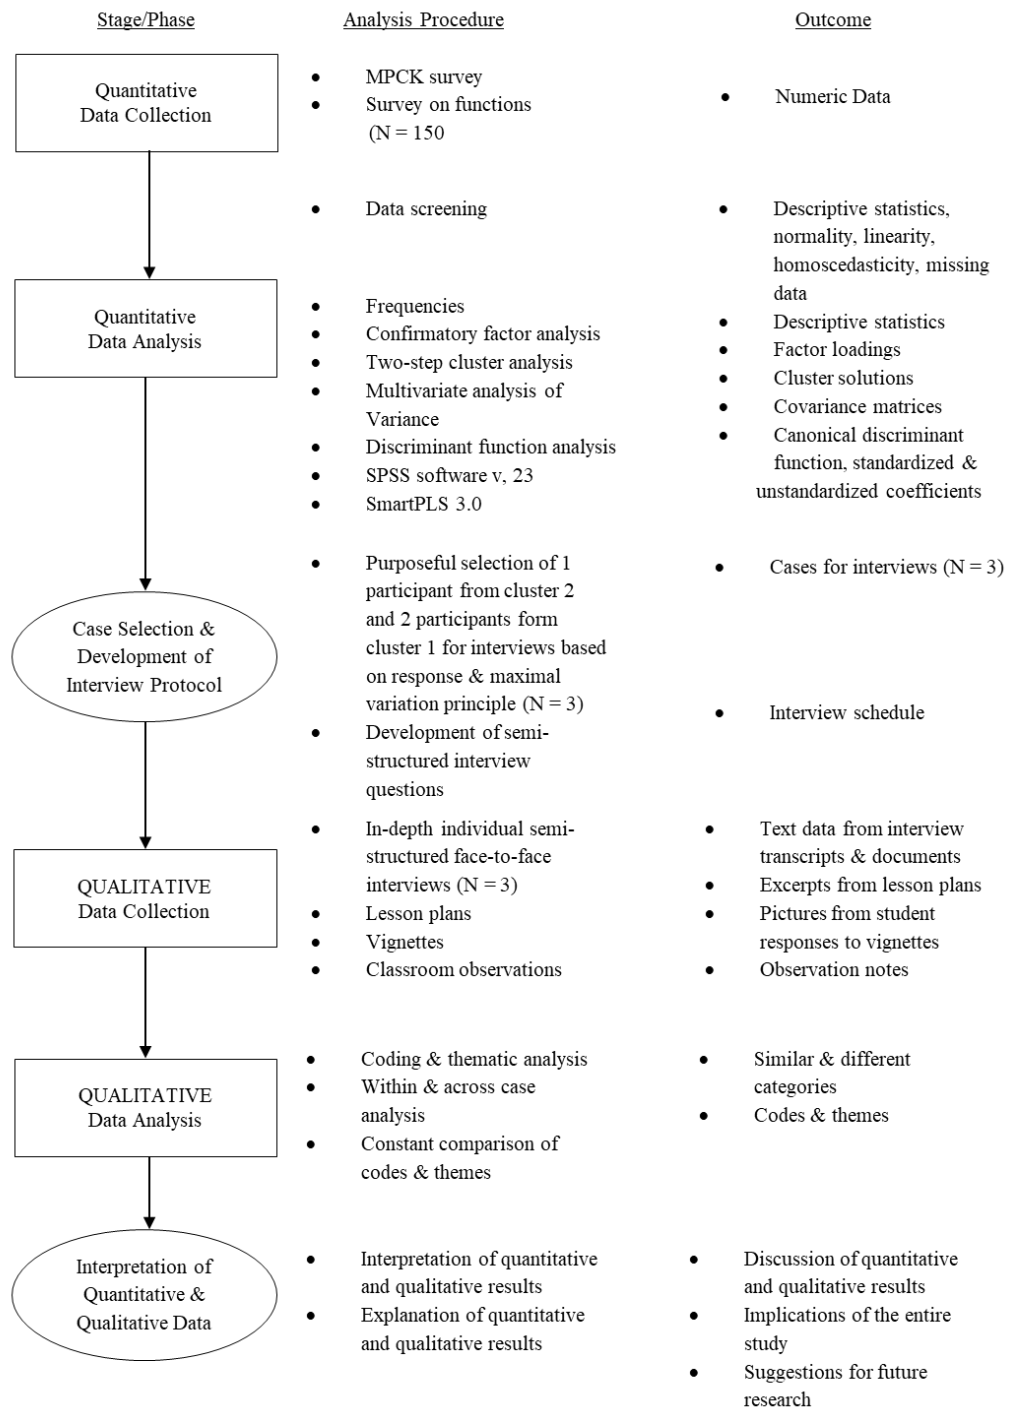 Stage/Phase
Analysis Procedure
Outcome
Quantitative
Data Collection
• MPCK survey
• Survey on functions
(N = 150
• Numeric Data
• Data screening
• Descriptive statistics,
normality, linearity,
homoscedasticity, missing
data
Quantitative
Data Analysis
• Frequencies
• Confirmatory factor analysis
• Two-step cluster analysis
• Multivariate analysis of
Variance
• Discriminant function analysis
• SPSS software v, 23
• SmartPLS 3.0
• Descriptive statistics
• Factor loadings
• Cluster solutions
• Covariance matrices
• Canonical discriminant
function, standardized &
unstandardized coefficients
Case Selection &
Development of
Interview Protocol
• Purposeful selection of 1
participant from cluster 2
and 2 participants form
cluster 1 for interviews based
on response & maximal
variation principle (N = 3)
• Development of semi-
structured interview
questions
• Cases for interviews (N = 3)
• Interview schedule
QUALITATIVE
Data Collection
• In-depth individual semi-
structured face-to-face
interviews (N = 3)
• Lesson plans
• Vignettes
• Classroom observations
• Text data from interview
transcripts & documents
• Excerpts from lesson plans
• Pictures from student
responses to vignettes
• Observation notes
QUALITATIVE
Data Analysis
• Coding & thematic analysis
• Within & across case
analysis
• Constant comparison of
codes & themes
• Similar & different
categories
• Codes & themes
Interpretation of
Quantitative &
Qualitative Data
• Interpretation of quantitative
and qualitative results
• Explanation of quantitative
and qualitative results
• Discussion of quantitative
and qualitative results
• Implications of the entire
study
• Suggestions for future
research